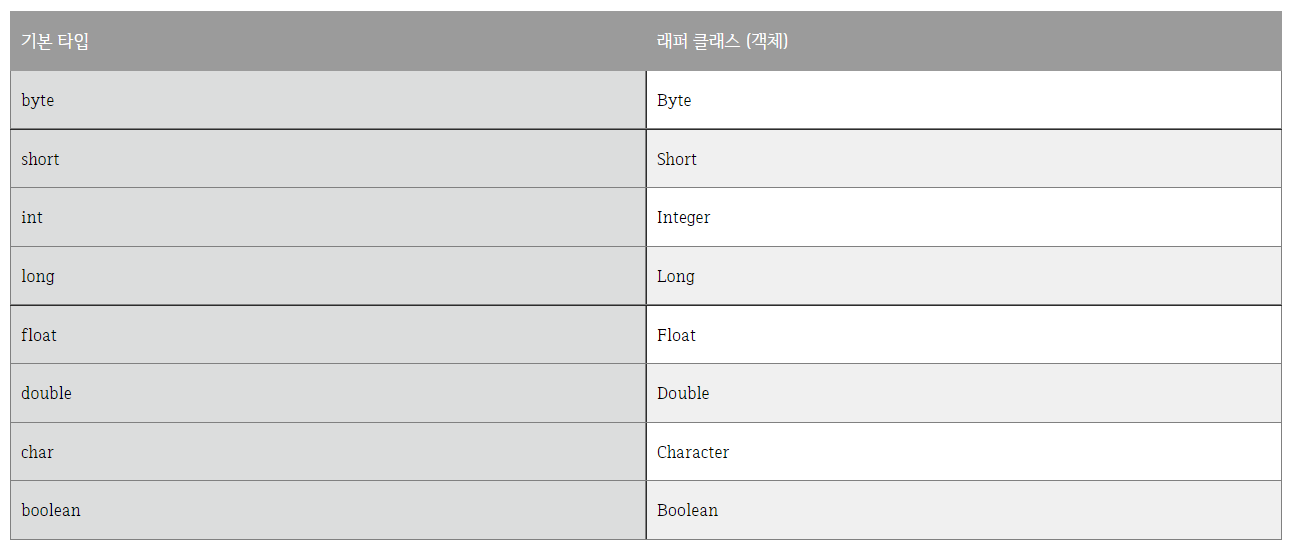 기본 타입 래퍼 클래스 (객체)
byte Byte
short Short
int Integer
long Long
float Float
double Double
char Character
boolean Boolean